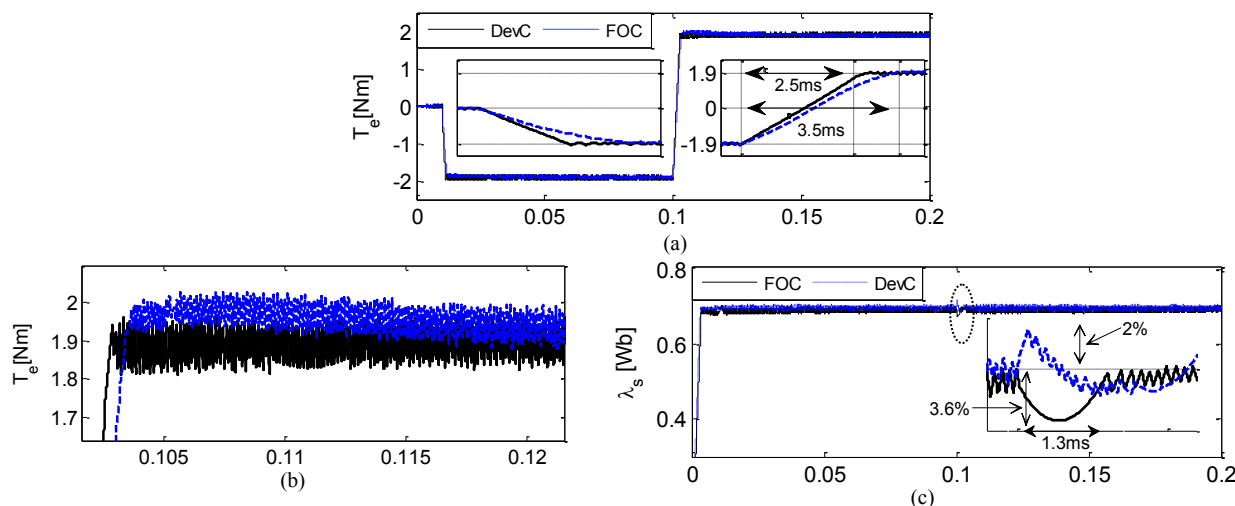 DevC FOC
T_e[Nm]
2
1
0
-1
-2
2.5ms
3.5ms
1.9
0
-1.9
0 0.05 0.1 0.15 0.2
(a)
T_e[Nm]
2
1.9
1.8
1.7
0.105 0.11 0.115 0.12
(b)
FOC DevC
λ_s [Wb]
0.8
0.6
0.4
2%
3.6%
1.3ms
0 0.05 0.1 0.15 0.2
(c)